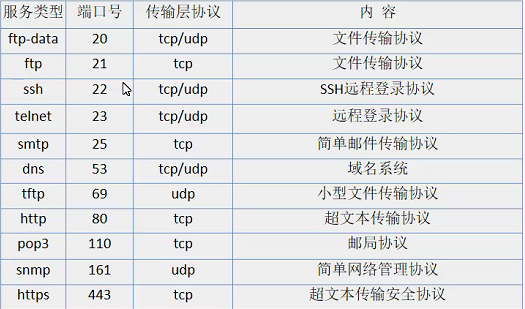 服务类型 端口号 传输层协议 内 容
ftp-data 20 tcp/udp 文件传输协议
ftp 21 tcp 文件传输协议
ssh 22 tcp/udp SSH远程登录协议
telnet 23 tcp/udp 远程登录协议
smtp 25 tcp 简单邮件传输协议
dns 53 tcp/udp 域名系统
tftp 69 udp 小型文件传输协议
http 80 tcp 超文本传输协议
pop3 110 tcp 邮局协议
snmp 161 udp 简单网络管理协议
https 443 tcp 超文本传输安全协议